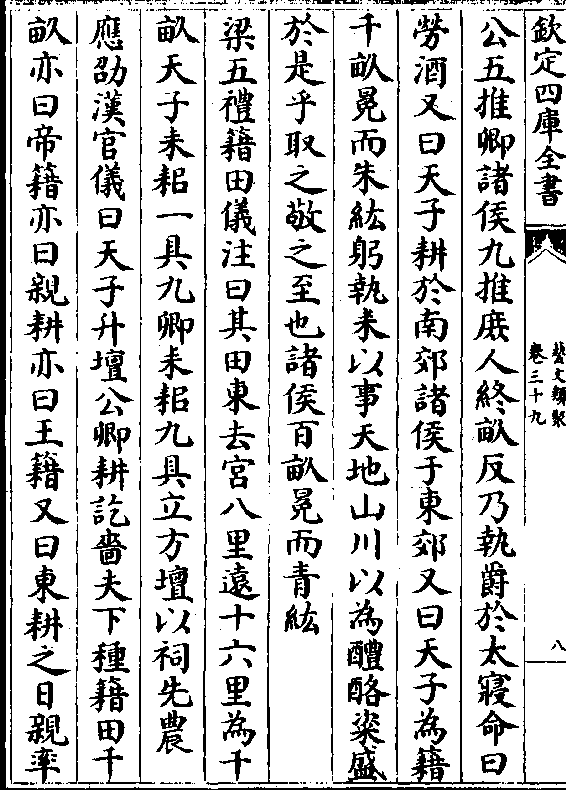 欽定四庫全書
藝文類聚
卷三十九
八
公五推卿諸侯九推庶人終畝反乃執爵於太寢命曰
勞酒又曰天子耕於南郊諸侯于東郊又曰天子為籍
千畝冕而朱紘躬執耒以事天地山川以為醴酪粢盛
於是乎取之敬之至也諸侯百畝冕而青紘
梁五禮籍田儀注曰其田東去宮八里遠十六里為千
畝天子耒耜一具九卿耒耜九具立方壇以祠先農
應劭漢官儀曰天子升壇公卿耕訖嗇夫下種籍田千
畝亦曰帝籍亦曰親耕亦曰王籍又曰東耕之日親率